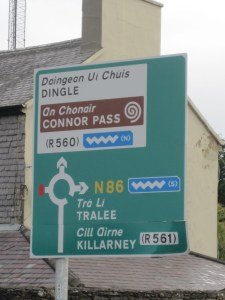 Daingean Uí Chúis
DINGLE
An Chonair
CONNOR PASS
(R560) (N)
N86 (S)
Trá Lí
TRALEE
Cill Airne
KILLARNEY (R561)